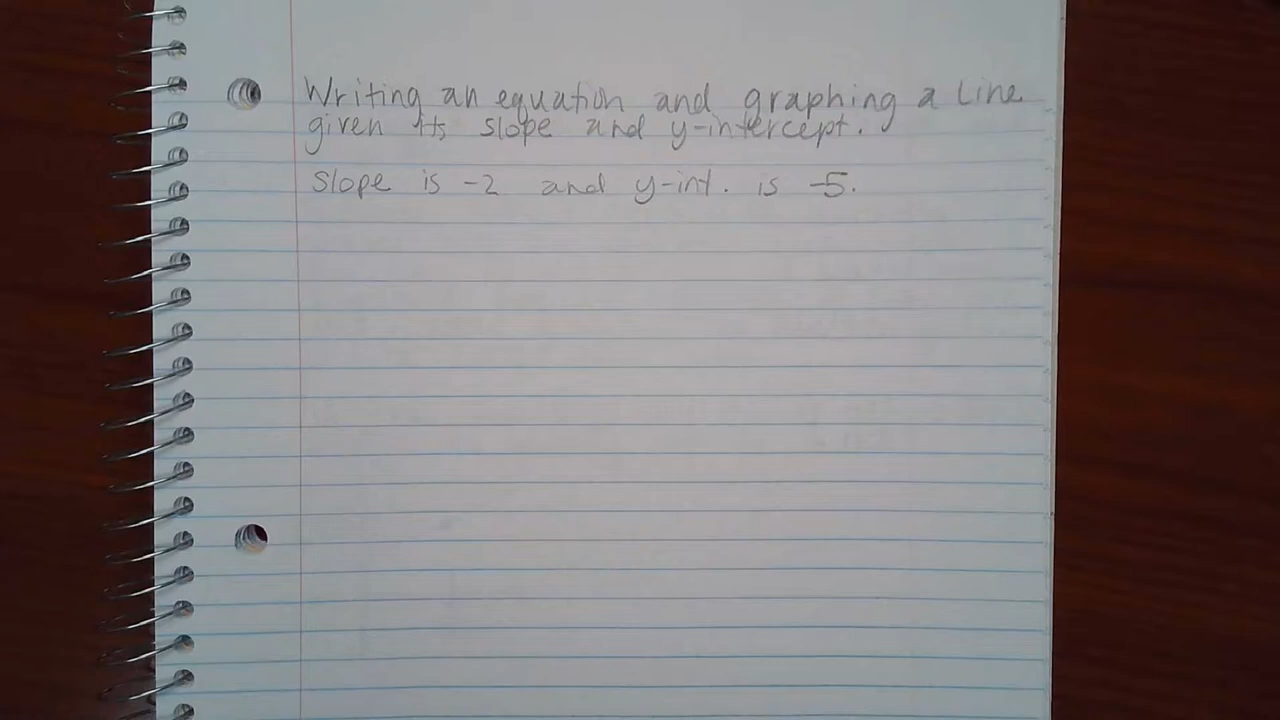 Writing an equation and graphing a line
given its slope and y-intercept.
Slope is -2 and y-int. is -5.